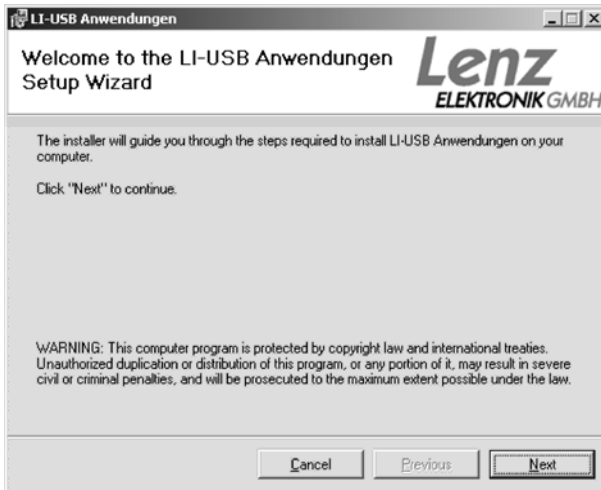 LI-USB Anwendungen
Welcome to the LI-USB Anwendungen
Setup Wizard
Lenz
ELEKTRONIK GMBH
The installer will guide you through the steps required to install LI-USB Anwendungen on your
computer.
Click "Next" to continue.
WARNING: This computer program is protected by copyright law and international treaties.
Unauthorized duplication or distribution of this program, or any portion of it, may result in severe
civil or criminal penalties, and will be prosecuted to the maximum extent possible under the law.
Cancel
Previous
Next